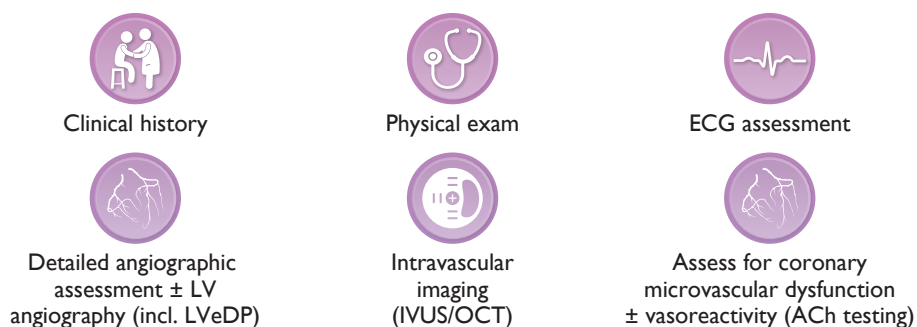 Clinical history
Physical exam
ECG assessment
Detailed angiographic
assessment ± LV
angiography (incl. LVeDP)
Intravascular
imaging
(IVUS/OCT)
Assess for coronary
microvascular dysfunction
± vasoreactivity (ACh testing)